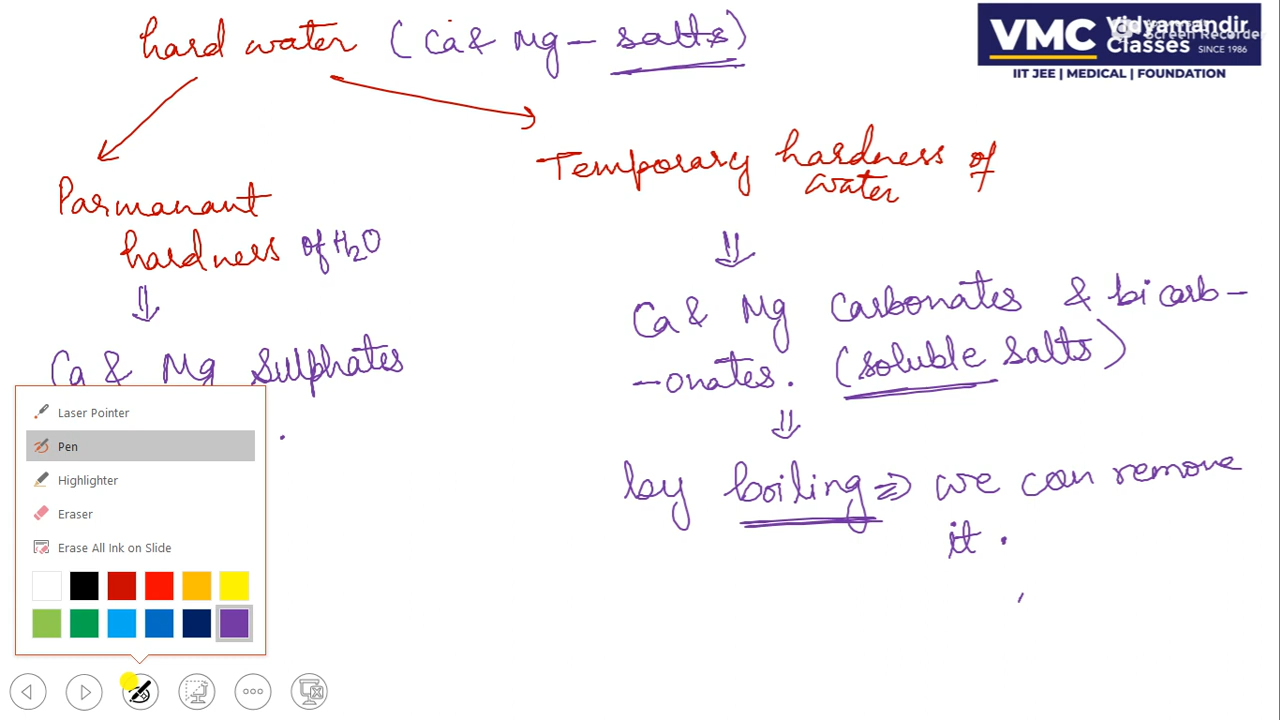 hard water (Ca & Mg - salts)
VMC Vidyamandir Classes SINCE 1986
IIT JEE | MEDICAL | FOUNDATION
Screen Recorder
Parmanant
hardness of H₂O
Ca & Mg Sulphates
Temporary hardness of
water
Ca & Mg Carbonates & bicarb-
-onates. (soluble salts)
by boiling ⇒ we can remove
it.
Laser Pointer
Pen
Highlighter
Eraser
Erase All Ink on Slide